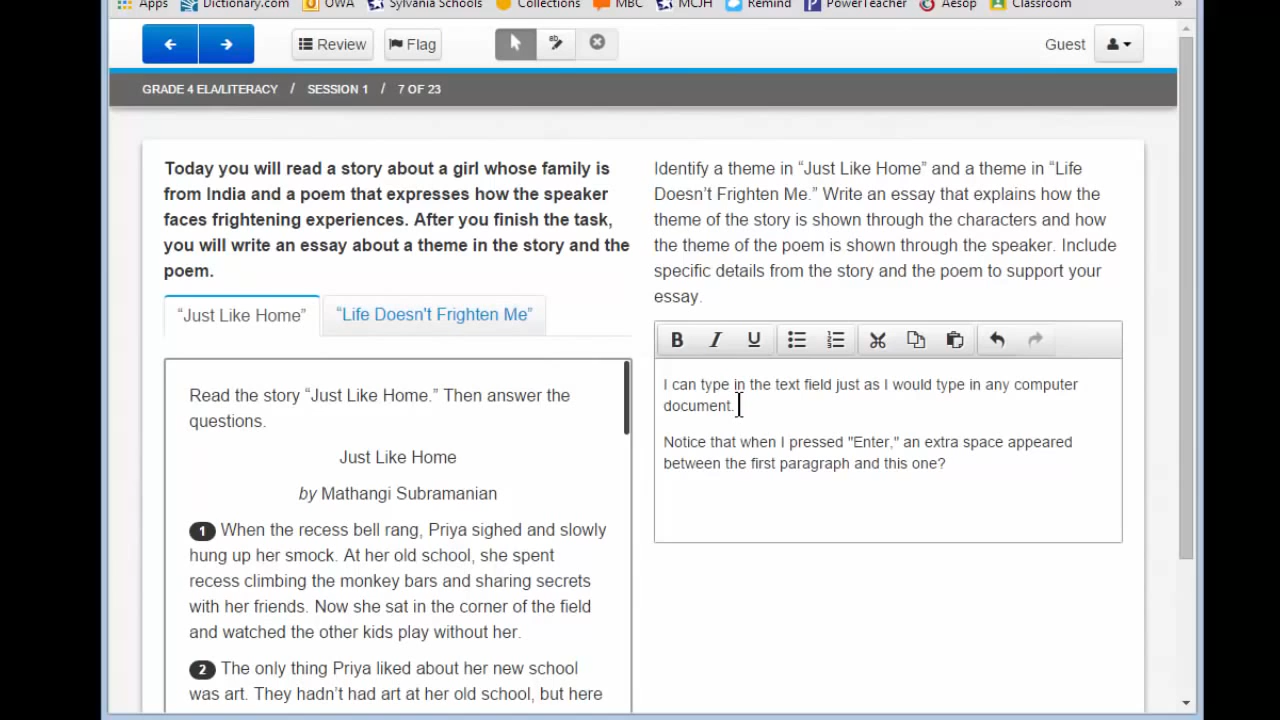 Apps Dictionary.com OWA Sylvania Schools Collections MBC MCJH Remind PowerTeacher Aesop Classroom »
Review Flag Guest
GRADE 4 ELA/LITERACY / SESSION 1 / 7 OF 23
Today you will read a story about a girl whose family is
from India and a poem that expresses how the speaker
faces frightening experiences. After you finish the task,
you will write an essay about a theme in the story and the
poem.
“Just Like Home” “Life Doesn't Frighten Me”
Read the story “Just Like Home.” Then answer the
questions.
Just Like Home
by Mathangi Subramanian
1 When the recess bell rang, Priya sighed and slowly
hung up her smock. At her old school, she spent
recess climbing the monkey bars and sharing secrets
with her friends. Now she sat in the corner of the field
and watched the other kids play without her.
2 The only thing Priya liked about her new school
was art. They hadn’t had art at her old school, but here
Identify a theme in “Just Like Home” and a theme in “Life
Doesn’t Frighten Me.” Write an essay that explains how the
theme of the story is shown through the characters and how
the theme of the poem is shown through the speaker. Include
specific details from the story and the poem to support your
essay.
B I U
I can type in the text field just as I would type in any computer
document.
Notice that when I pressed "Enter," an extra space appeared
between the first paragraph and this one?